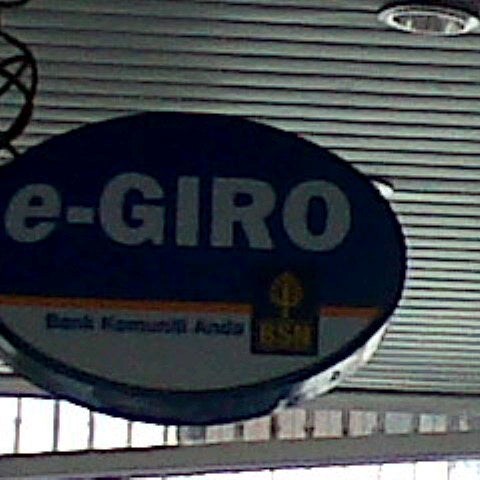 e-GIRO
Bank Komuniti Anda
BSN